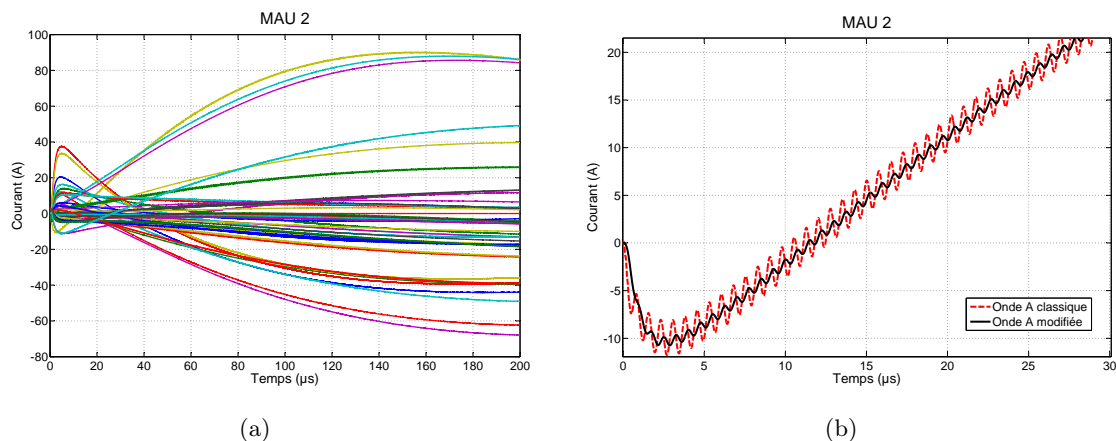 MAU 2
100
80
60
40
20
0
-20
-40
-60
-80
0 20 40 60 80 100 120 140 160 180 200
Courant (A)
Temps (µs)
(a)
MAU 2
20
15
10
5
0
-5
-10
0 5 10 15 20 25 30
Courant (A)
Temps (µs)
Onde A classique
Onde A modifiée
(b)